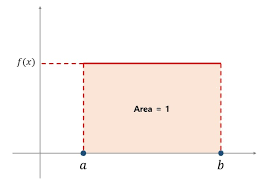 f(x)
Area = 1
a
b